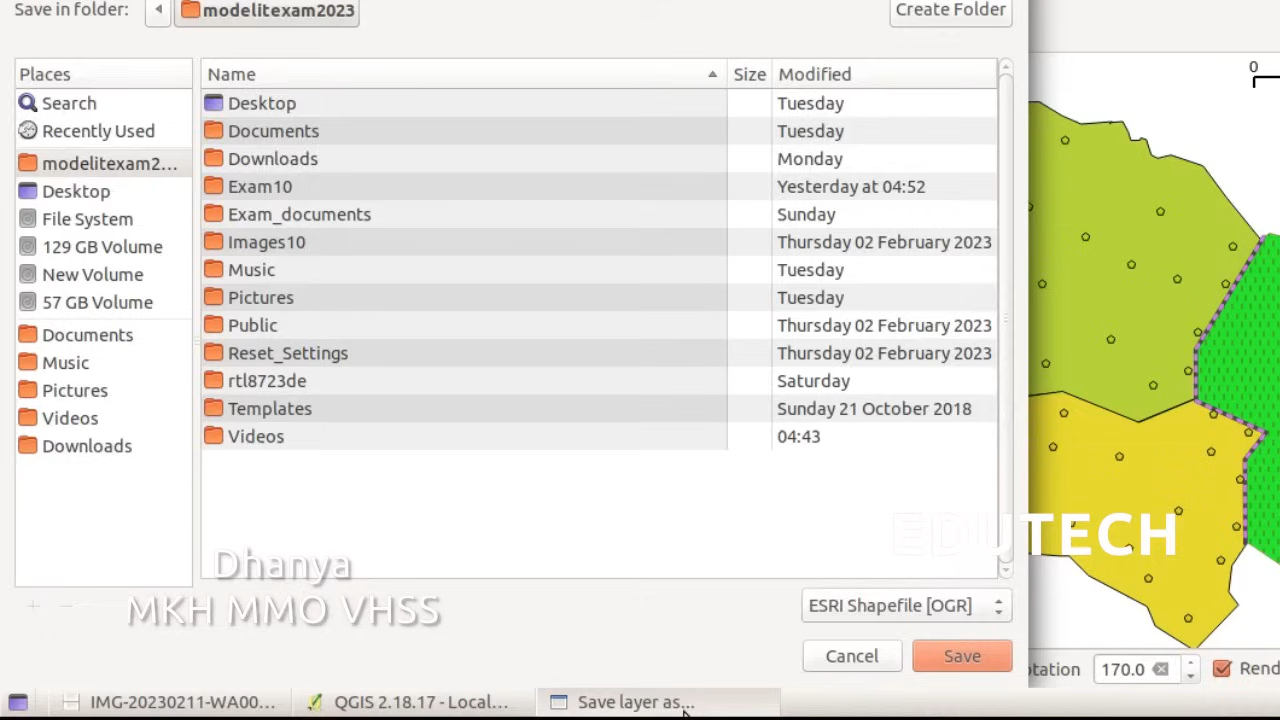 Save in folder:
modelitexam2023
Create Folder
Places
Search
Recently Used
modelitexam2...
Desktop
File System
129 GB Volume
New Volume
57 GB Volume
Documents
Music
Pictures
Videos
Downloads
Name Size Modified
Desktop Tuesday
Documents Tuesday
Downloads Monday
Exam10 Yesterday at 04:52
Exam_documents Sunday
Images10 Thursday 02 February 2023
Music Tuesday
Pictures Tuesday
Public Thursday 02 February 2023
Reset_Settings Thursday 02 February 2023
rtl8723de Saturday
Templates Sunday 21 October 2018
Videos 04:43
0
EDUTECH
Dhanya
MKH MMO VHSS
ESRI Shapefile [OGR]
Cancel Save
tation 170.0 Rend
IMG-20230211-WA00... QGIS 2.18.17 - Local... Save layer as...